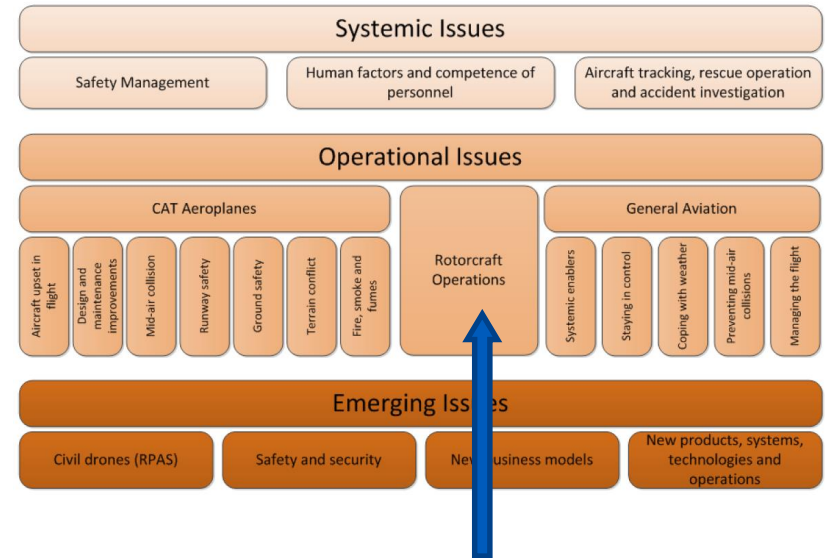 Systemic Issues
Safety Management
Human factors and competence of
personnel
Aircraft tracking, rescue operation
and accident investigation
Operational Issues
CAT Aeroplanes
Aircraft upset in
flight
Design and
maintenance
improvements
Mid-air collision
Runway safety
Ground safety
Terrain conflict
Fire, smoke and
fumes
Rotorcraft
Operations
General Aviation
Systemic enablers
Staying in control
Coping with weather
Preventing mid-air
collisions
Managing the flight
Emerging Issues
Civil drones (RPAS)
Safety and security
New business models
New products, systems,
technologies and
operations